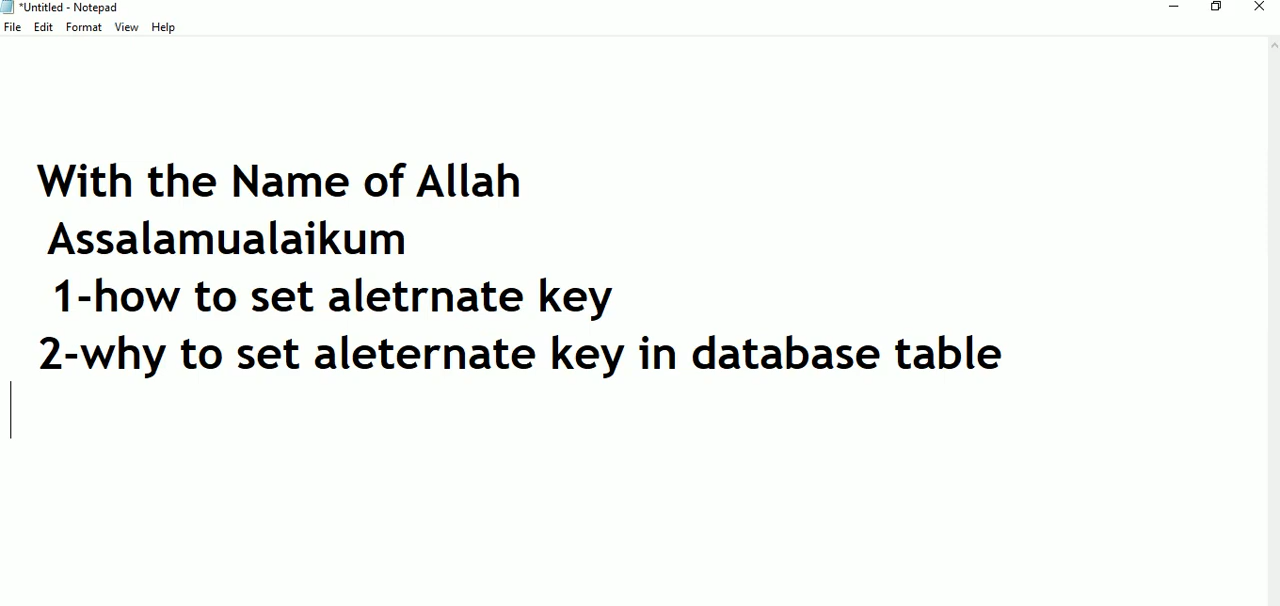 *Untitled - Notepad
File Edit Format View Help
With the Name of Allah
Assalamualaikum
1-how to set aletrnate key
2-why to set aleternate key in database table